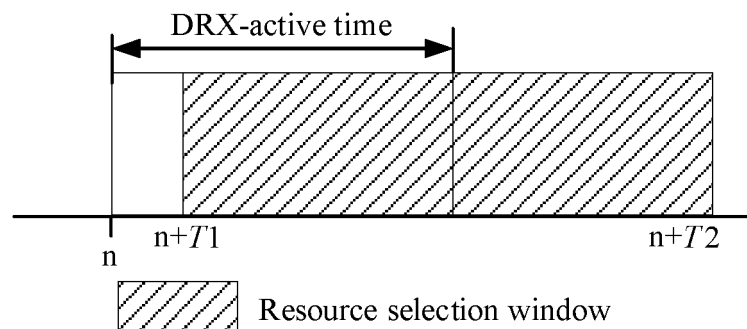 DRX-active time
n
n+T1
n+T2
Resource selection window